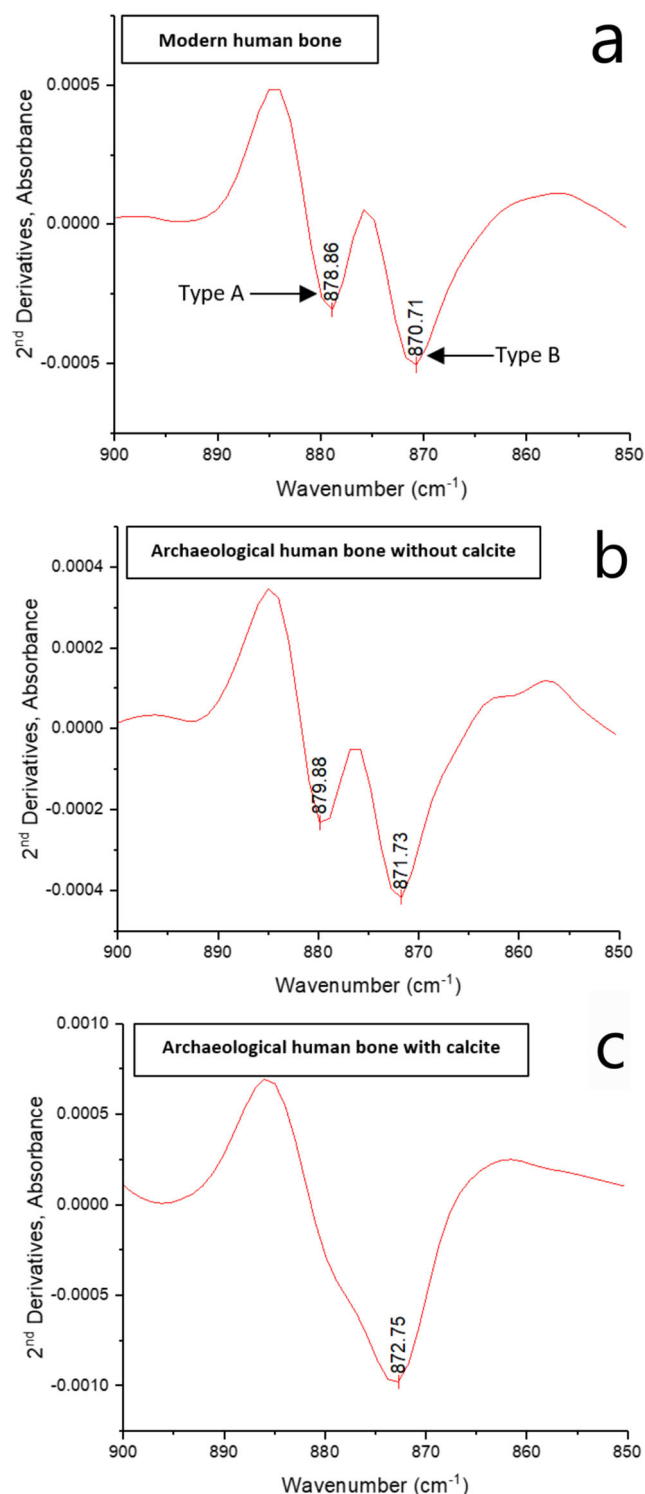 Modern human bone
a
0.0005
0.0000
-0.0005
2nd Derivatives, Absorbance
Type A
878.86
870.71
Type B
900 890 880 870 860 850
Wavenumber (cm-1)
Archaeological human bone without calcite
b
0.0004
0.0002
0.0000
-0.0002
-0.0004
2nd Derivatives, Absorbance
879.88
871.73
900 890 880 870 860 850
Wavenumber (cm-1)
Archaeological human bone with calcite
c
0.0010
0.0005
0.0000
-0.0005
-0.0010
2nd Derivatives, Absorbance
872.75
900 890 880 870 860 850
Wavenumber (cm-1)